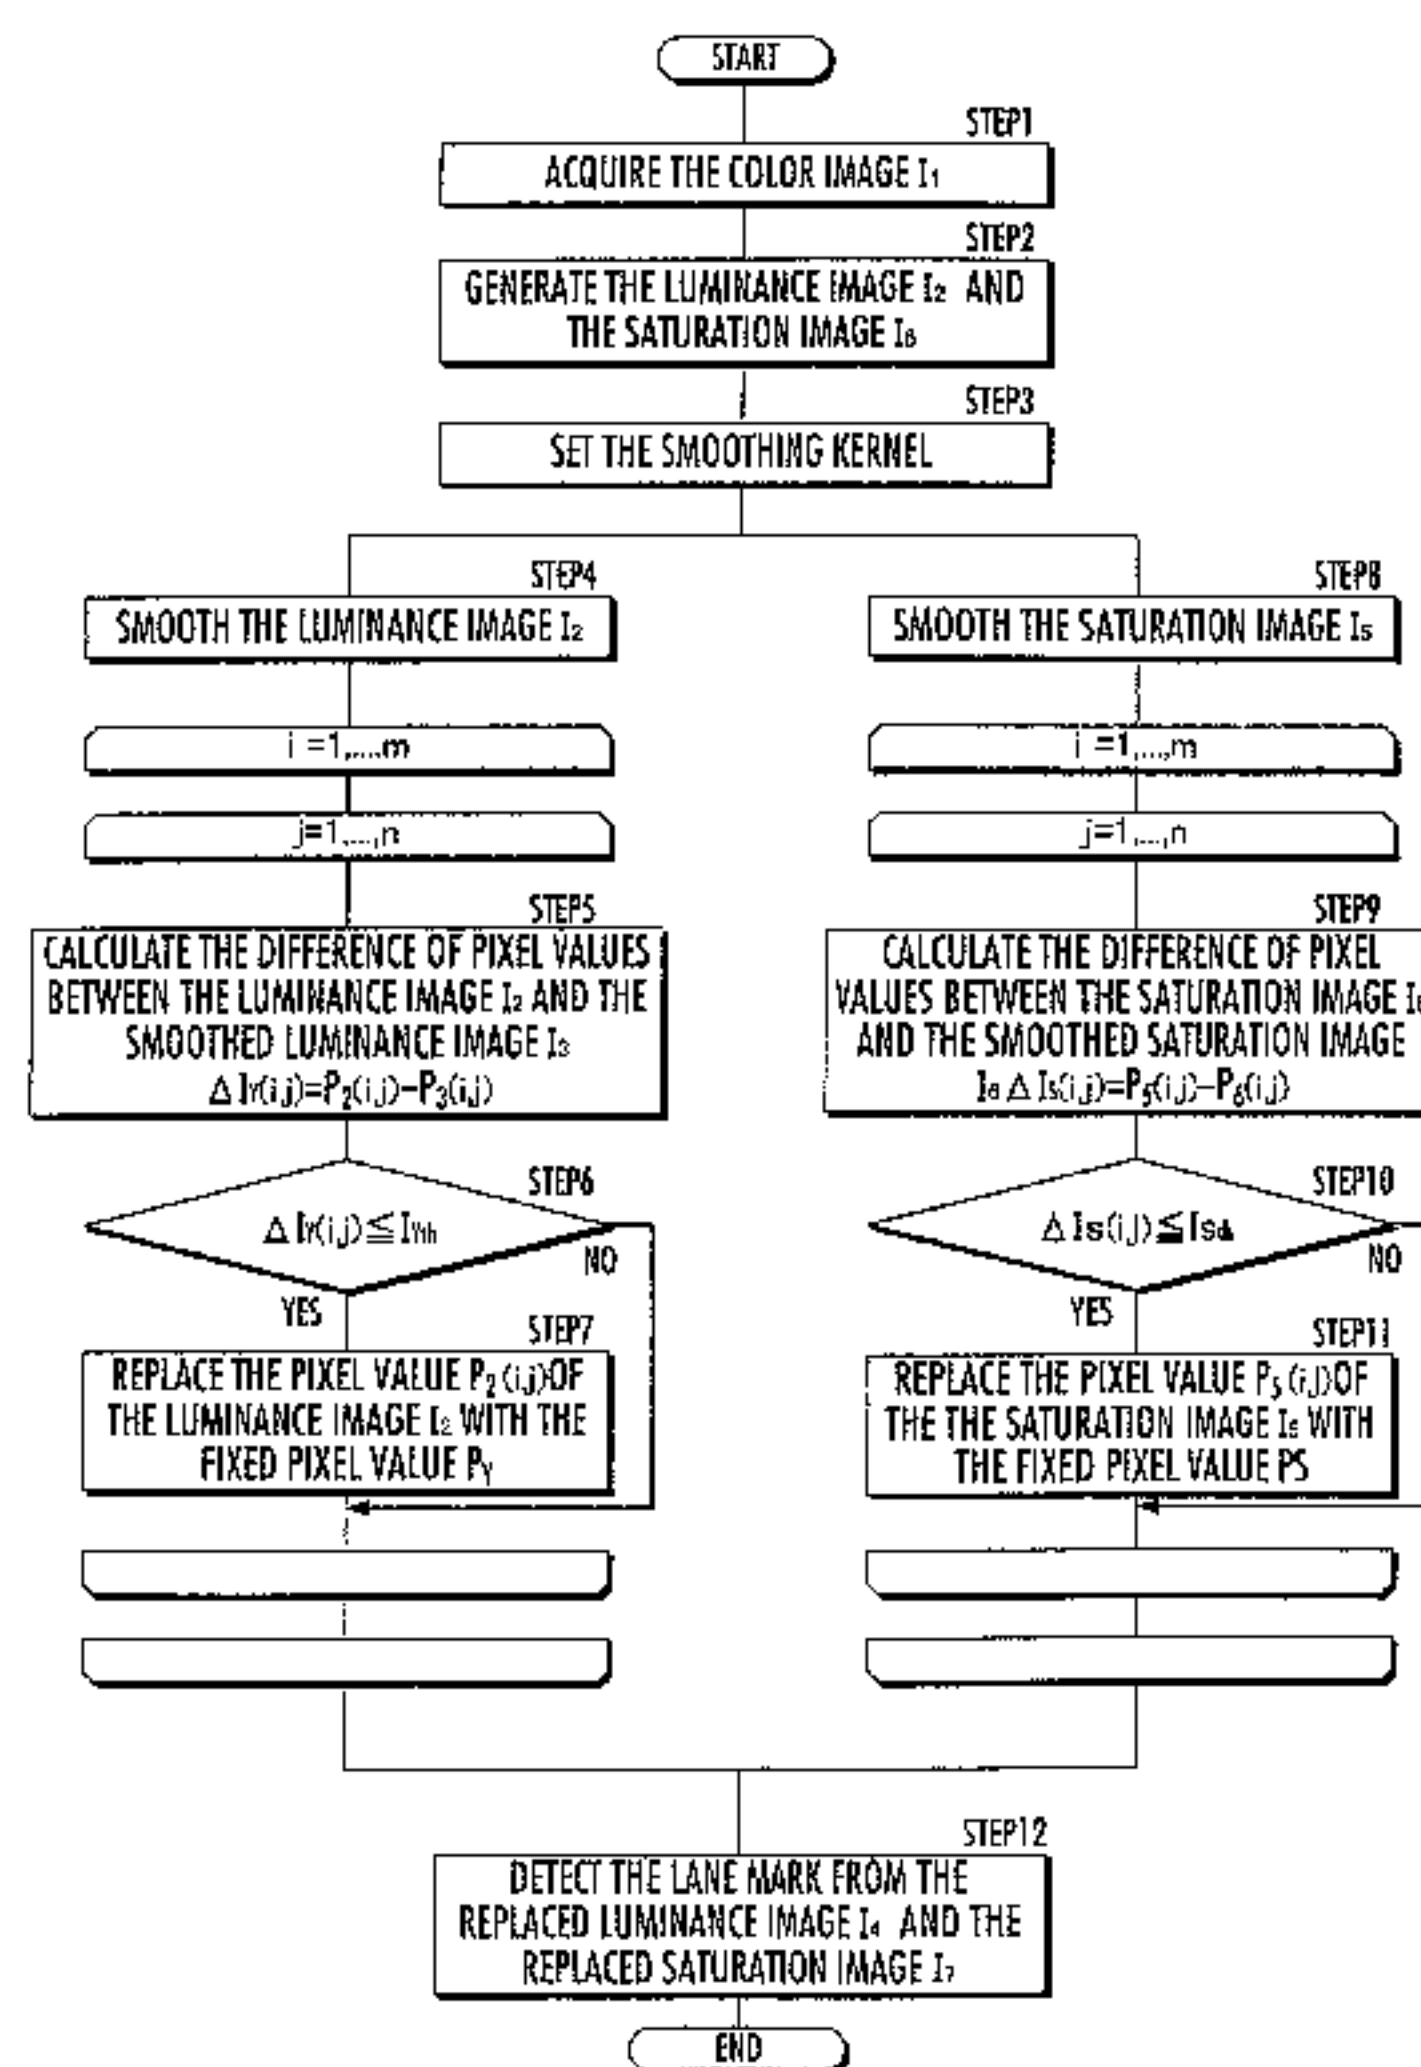 START
STEP1
ACQUIRE THE COLOR IMAGE I1
STEP2
GENERATE THE LUMINANCE IMAGE I2 AND
THE SATURATION IMAGE I5
STEP3
SET THE SMOOTHING KERNEL
STEP4
SMOOTH THE LUMINANCE IMAGE I2
i =1,...,m
j=1,...,n
STEP5
CALCULATE THE DIFFERENCE OF PIXEL VALUES
BETWEEN THE LUMINANCE IMAGE I2 AND THE
SMOOTHED LUMINANCE IMAGE I3
Δ IY(i,j)=P2(i,j)−P3(i,j)
STEP6
Δ IY(i,j)≦IYth
NO
YES
STEP7
REPLACE THE PIXEL VALUE P2 (i,j)OF
THE LUMINANCE IMAGE I2 WITH THE
FIXED PIXEL VALUE PY
STEP8
SMOOTH THE SATURATION IMAGE I5
i =1,...,m
j=1,...,n
STEP9
CALCULATE THE DIFFERENCE OF PIXEL
VALUES BETWEEN THE SATURATION IMAGE
AND THE SMOOTHED SATURATION IMAGE
I6 Δ IS(i,j)=P5(i,j)−P6(i,j)
STEP10
Δ IS(i,j)≦ISth
NO
YES
STEP11
REPLACE THE PIXEL VALUE P5 (i,j)OF
THE THE SATURATION IMAGE I5 WITH
THE FIXED PIXEL VALUE PS
STEP12
DETECT THE LANE MARK FROM THE
REPLACED LUMINANCE IMAGE I4 AND THE
REPLACED SATURATION IMAGE I7
END